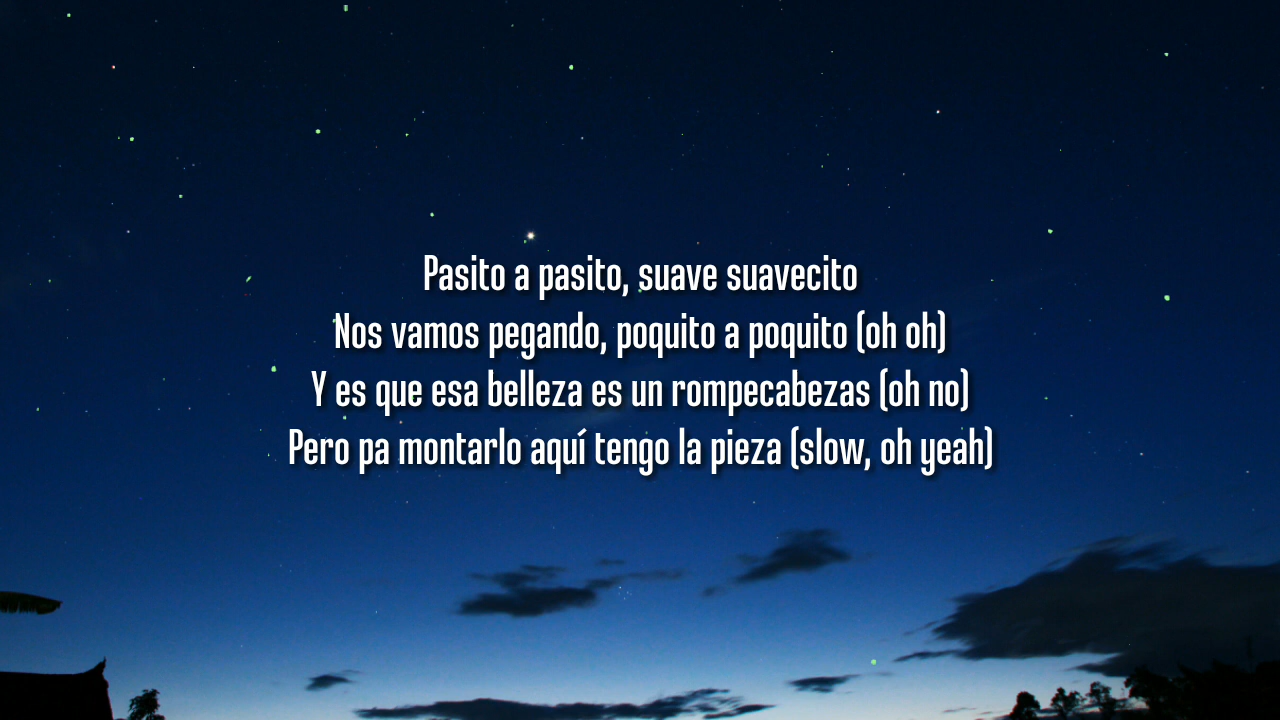 Pasito a pasito, suave suavecito
Nos vamos pegando, poquito a poquito (oh oh)
Y es que esa belleza es un rompecabezas (oh no)
Pero pa montarlo aquí tengo la pieza (slow, oh yeah)